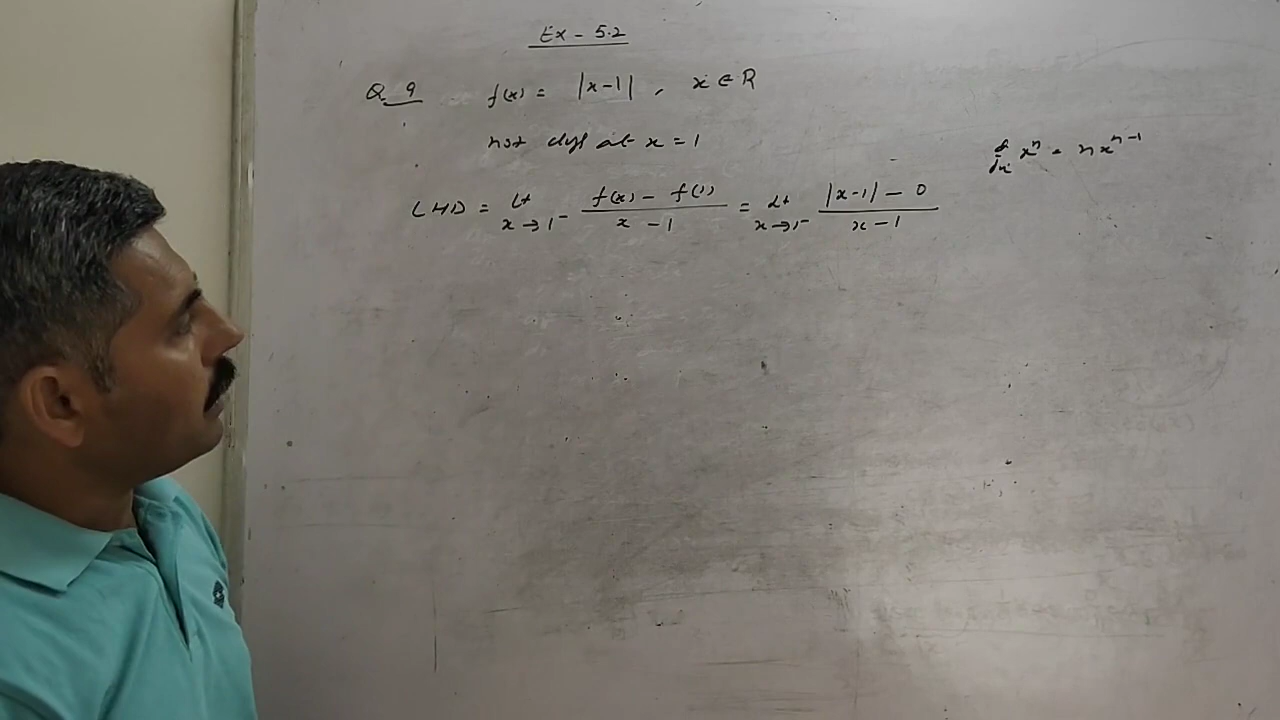 Ex - 5.2
Q 9 f(x) = |x-1| , x ∈ R
not diff at x = 1
d/dx xⁿ = n xⁿ⁻¹
LHD = Lt x→1⁻ (f(x) - f(1))/(x - 1) = Lt x→1⁻ (|x-1| - 0)/(x-1)